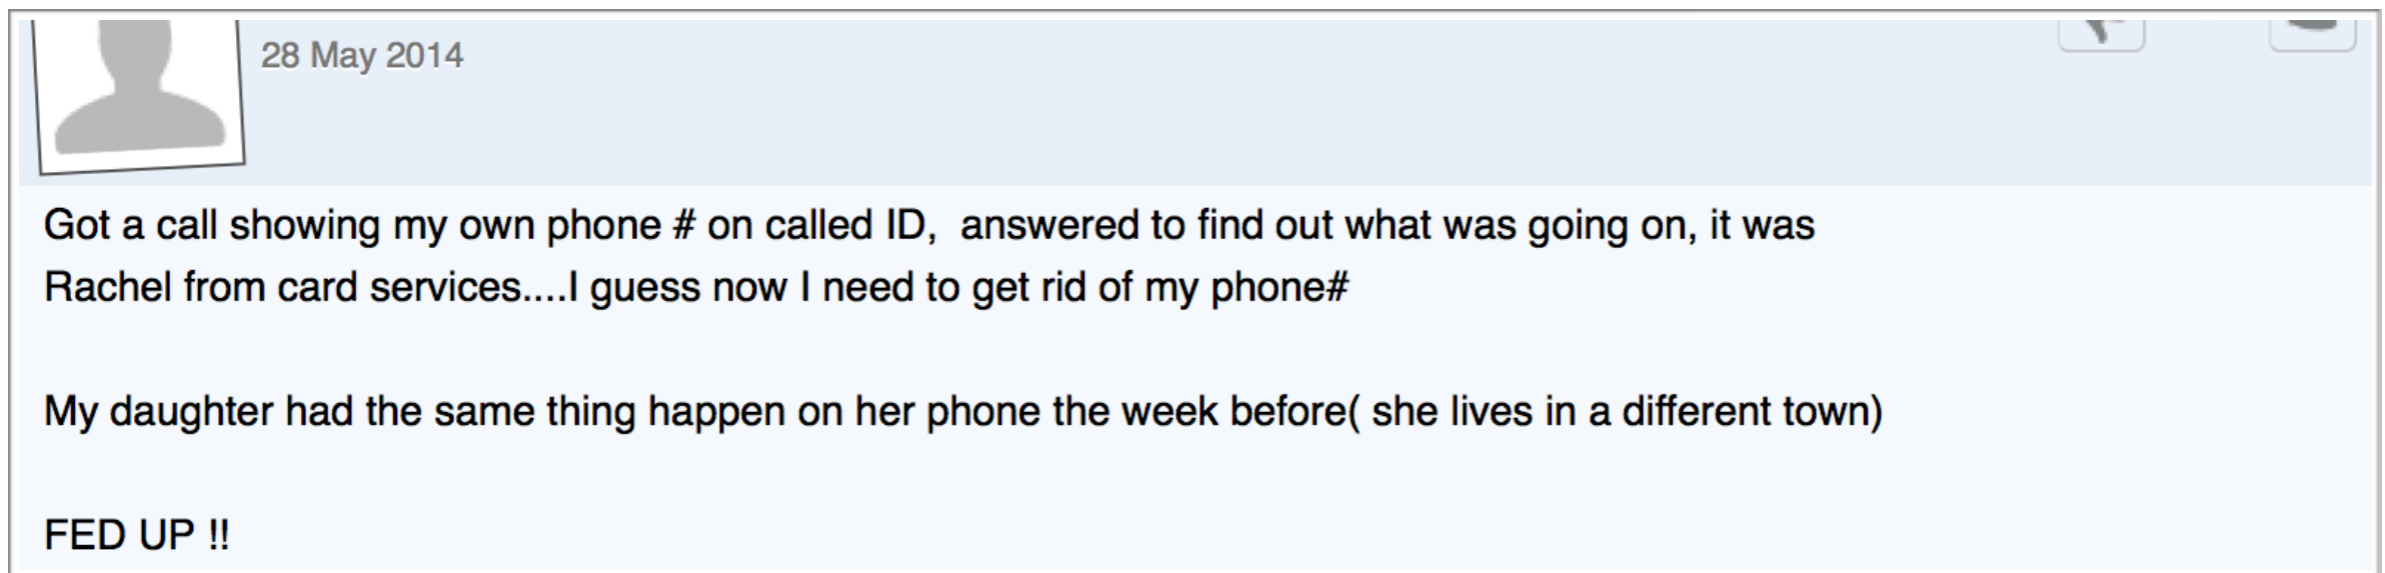 28 May 2014
Got a call showing my own phone # on called ID,  answered to find out what was going on, it was
Rachel from card services....I guess now I need to get rid of my phone#
My daughter had the same thing happen on her phone the week before( she lives in a different town)
FED UP !!